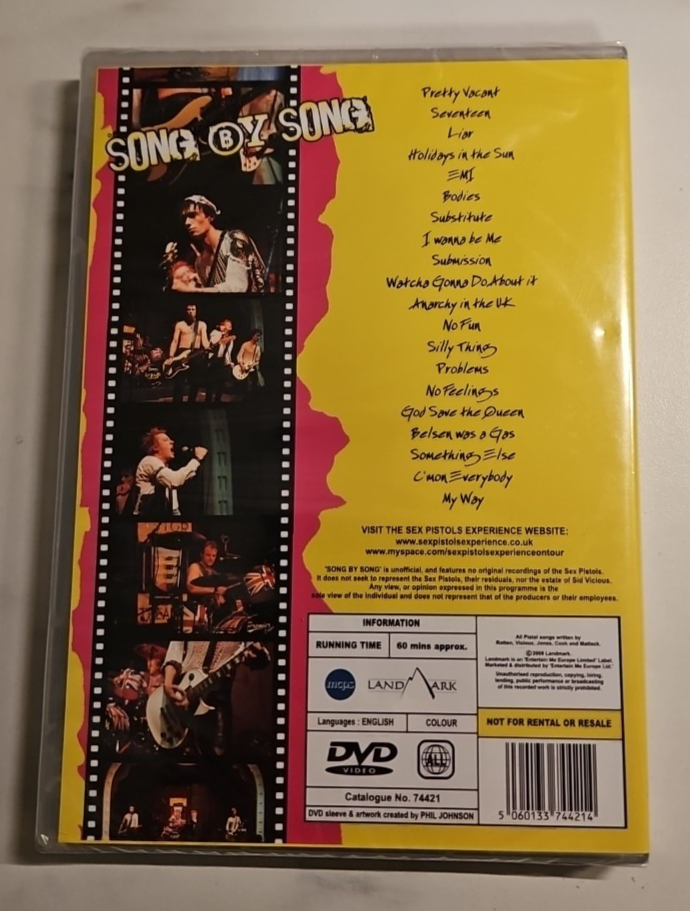 SONG BY SONG
Pretty Vacant
Seventeen
Liar
Holidays in the Sun
EMI
Bodies
Substitute
I wanna be Me
Submission
Watcha Gonna Do About it
Anarchy in the UK
No Fun
Silly Thing
Problems
No Feelings
God Save the Queen
Belsen was a Gas
Something Else
C'mon Everybody
My Way
VISIT THE SEX PISTOLS EXPERIENCE WEBSITE:
www.sexpistolsexperience.co.uk
www.myspace.com/sexpistolsexperienceontour
'SONG BY SONG' is unofficial, and features no original recordings of the Sex Pistols.
It does not seek to represent the Sex Pistols, their residuals, nor the estate of Sid Vicious.
Any view, or opinion expressed in this programme is the
sole view of the individual and does not represent that of the producers or their employees.
INFORMATION
RUNNING TIME 60 mins approx.
mcps LANDMARK
Languages : ENGLISH COLOUR
DVD VIDEO ALL
Catalogue No. 74421
DVD sleeve & artwork created by PHIL JOHNSON
All Pistol songs written by
Rotten, Vicious, Jones, Cook and Matlock.
Landmark.
Landmark is an 'Entertain Me Europe Limited' Label.
Marketed & distributed by 'Entertain Me Europe Ltd.'
Unauthorised reproduction, copying, hiring,
lending, public performance or broadcasting
of this recorded work is strictly prohibited.
NOT FOR RENTAL OR RESALE
5 060133 744214